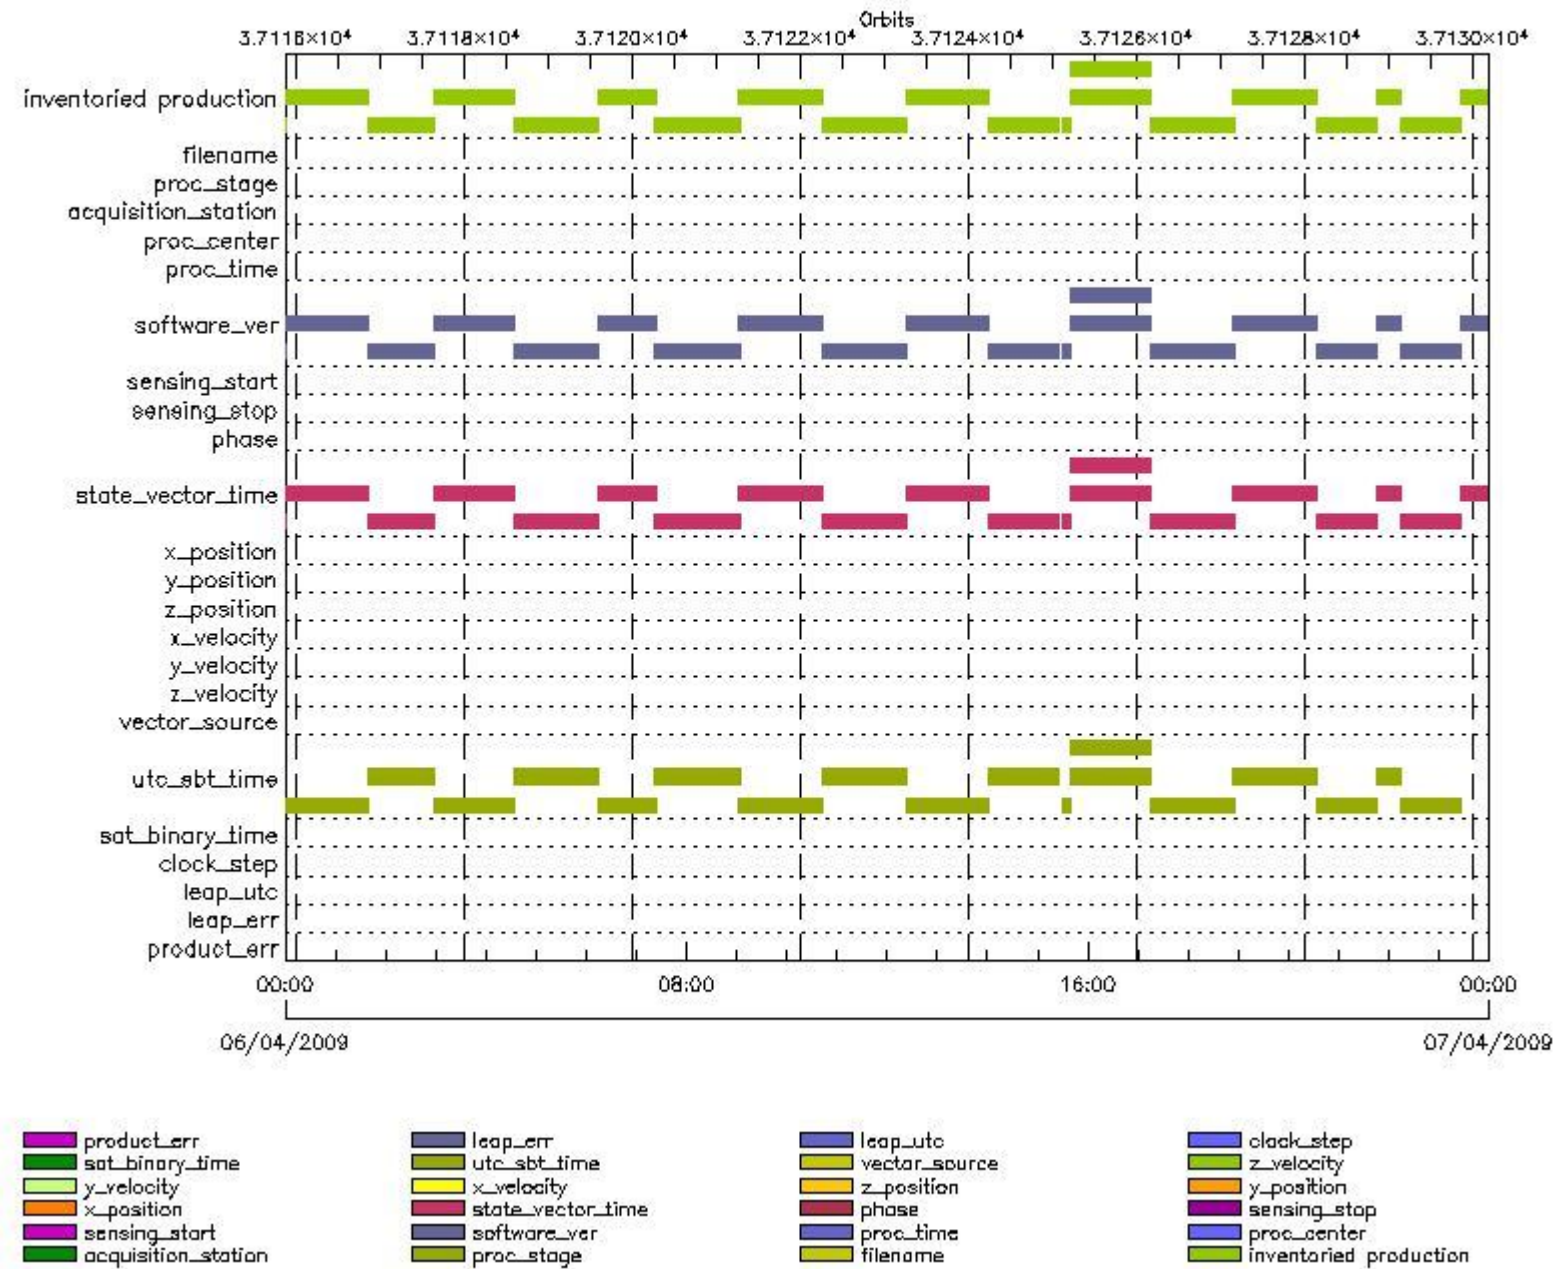 Orbits
3.7116×10⁴ 3.7118×10⁴ 3.7120×10⁴ 3.7122×10⁴ 3.7124×10⁴ 3.7126×10⁴ 3.7128×10⁴ 3.7130×10⁴
inventoried production
filename
proc_stage
acquisition_station
proc_center
proc_time
software_ver
sensing_start
sensing_stop
phase
state_vector_time
x_position
y_position
z_position
x_velocity
y_velocity
z_velocity
vector_source
utc_sbt_time
sat_binary_time
clock_step
leap_utc
leap_err
product_err
00:00 08:00 16:00 00:00
06/04/2009 07/04/2009
product_err leap_err leap_utc clock_step
sat_binary_time utc_sbt_time vector_source z_velocity
y_velocity x_velocity z_position y_position
x_position state_vector_time phase sensing_stop
sensing_start software_ver proc_time proc_center
acquisition_station proc_stage filename inventoried production